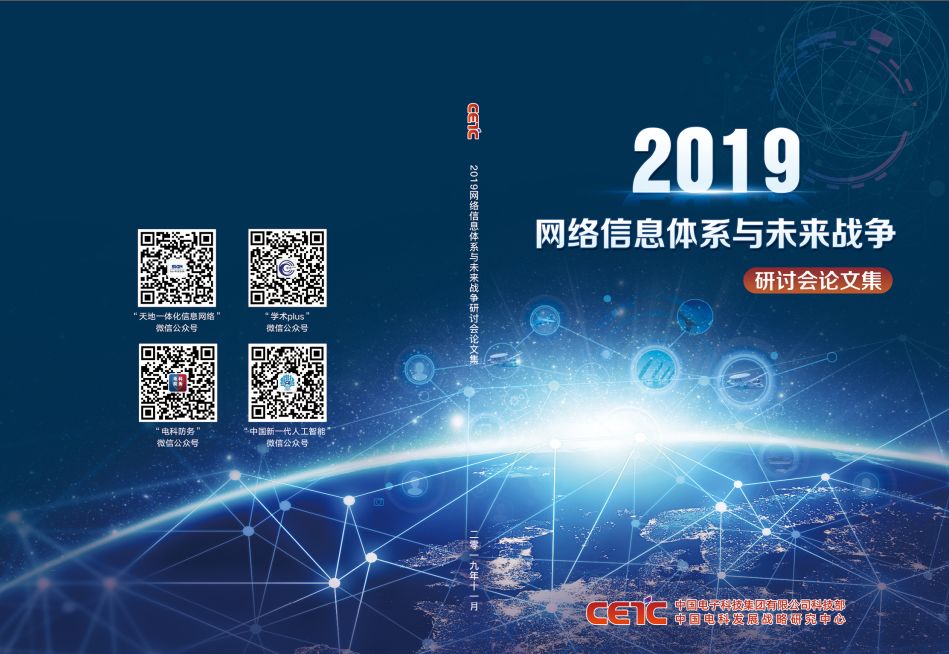 2019
网络信息体系与未来战争
研讨会论文集
CETC
2019网络信息体系与未来战争研讨会论文集
二零一九年十一月
“天地一体化信息网络”
微信公众号
“学术plus”
微信公众号
“电科防务”
微信公众号
“中国新一代人工智能”
微信公众号
CETC
中国电子科技集团有限公司科技部
中国电科发展战略研究中心